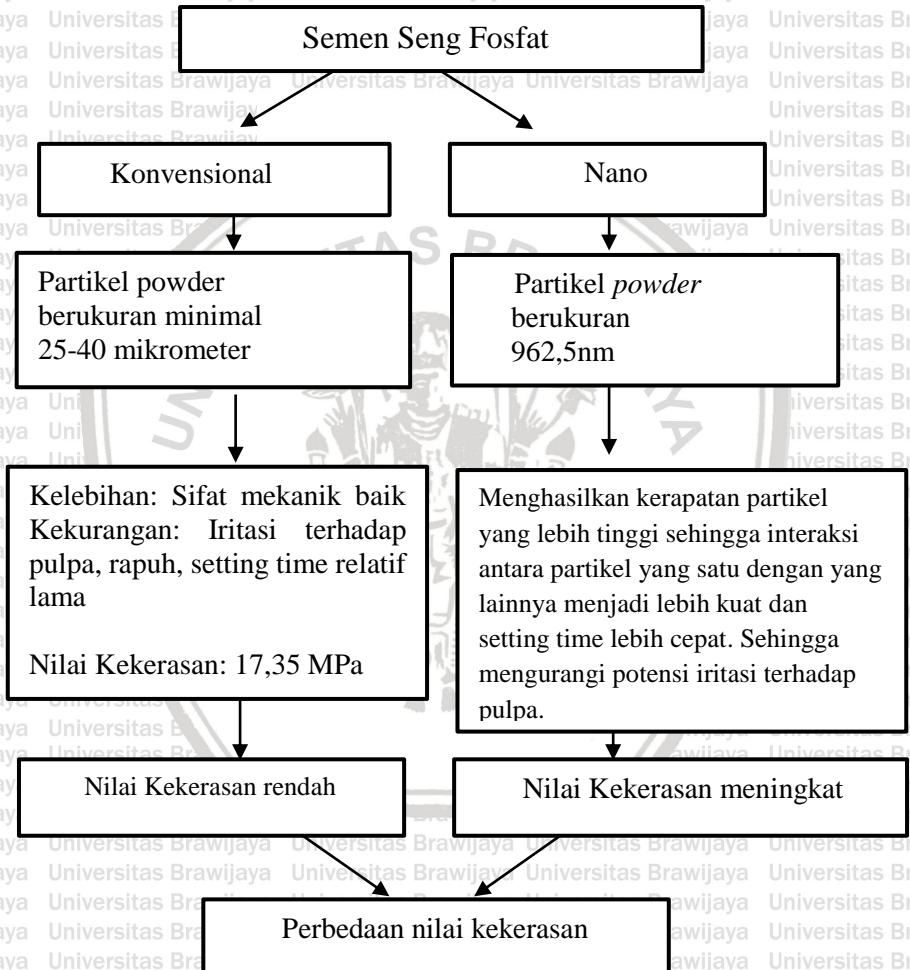 Semen Seng Fosfat
Konvensional
Nano
Partikel powder
berukuran minimal
25-40 mikrometer
Partikel powder
berukuran
962,5nm
Kelebihan: Sifat mekanik baik
Kekurangan: Iritasi terhadap
pulpa, rapuh, setting time relatif
lama
Nilai Kekerasan: 17,35 MPa
Menghasilkan kerapatan partikel
yang lebih tinggi sehingga interaksi
antara partikel yang satu dengan yang
lainnya menjadi lebih kuat dan
setting time lebih cepat. Sehingga
mengurangi potensi iritasi terhadap
pulpa.
Nilai Kekerasan rendah
Nilai Kekerasan meningkat
Perbedaan nilai kekerasan